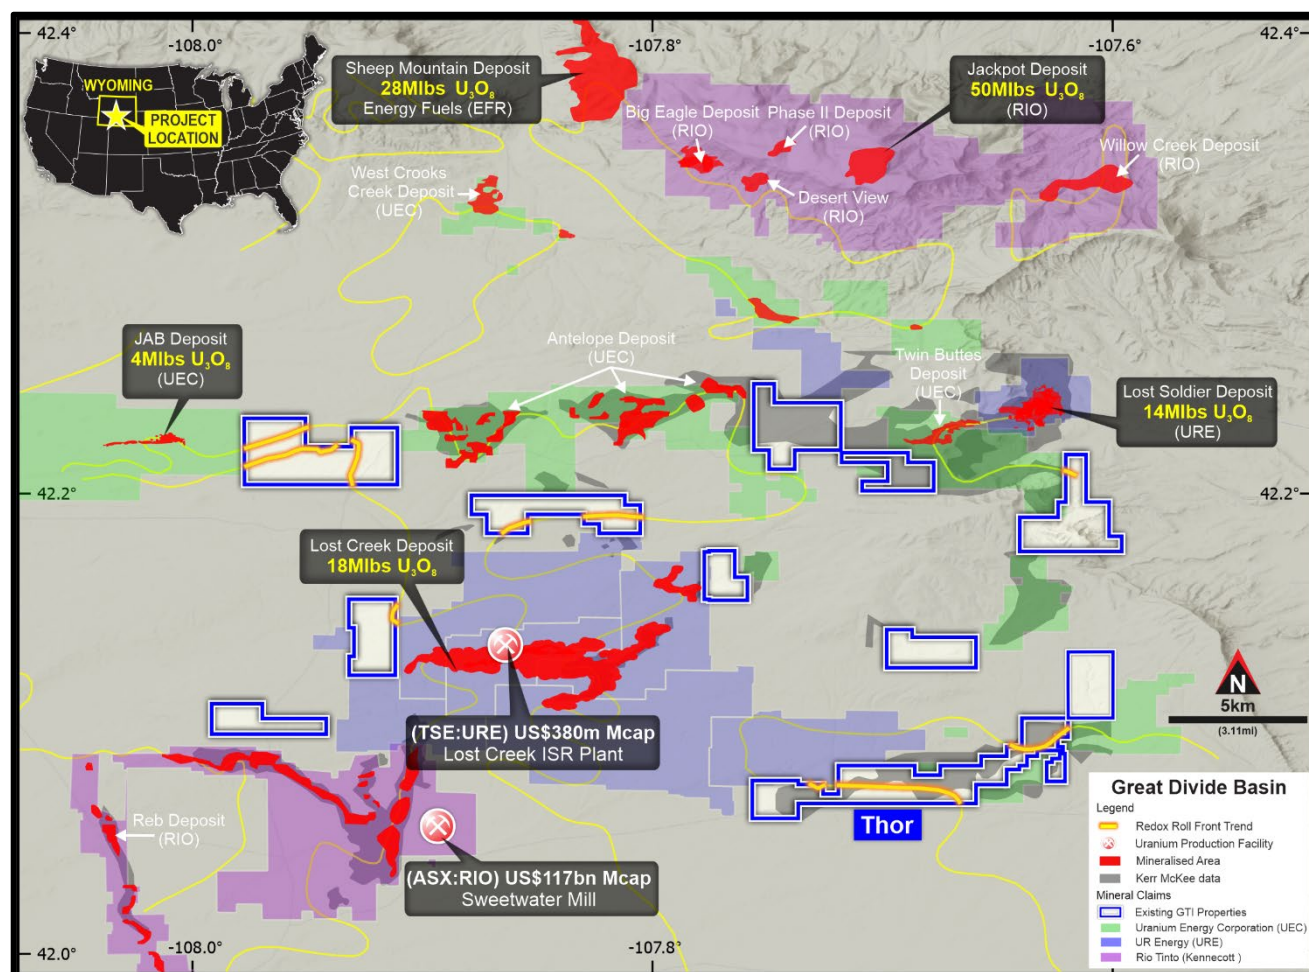 42.4°
-108.0°
-107.8°
-107.6°
42.4°
WYOMING
PROJECT
LOCATION
Sheep Mountain Deposit
28Mlbs U₃O₈
Energy Fuels (EFR)
Jackpot Deposit
50Mlbs U₃O₈
(RIO)
Big Eagle Deposit
(RIO)
Phase II Deposit
(RIO)
Willow Creek Deposit
(RIO)
West Crooks
Creek Deposit
(UEC)
Desert View
(RIO)
JAB Deposit
4Mlbs U₃O₈
(UEC)
Antelope Deposit
(UEC)
Twin Buttes
Deposit
(UEC)
Lost Soldier Deposit
14Mlbs U₃O₈
(URE)
42.2°
42.2°
Lost Creek Deposit
18Mlbs U₃O₈
(TSE:URE) US$380m Mcap
Lost Creek ISR Plant
N
5km
(3.11mi)
Thor
Reb Deposit
(RIO)
(ASX:RIO) US$117bn Mcap
Sweetwater Mill
Great Divide Basin
Legend
Redox Roll Front Trend
Uranium Production Facility
Mineralised Area
Kerr McKee data
Mineral Claims
Existing GTI Properties
Uranium Energy Corporation (UEC)
UR Energy (URE)
Rio Tinto (Kennecott )
42.0°
-108.0°
-107.8°